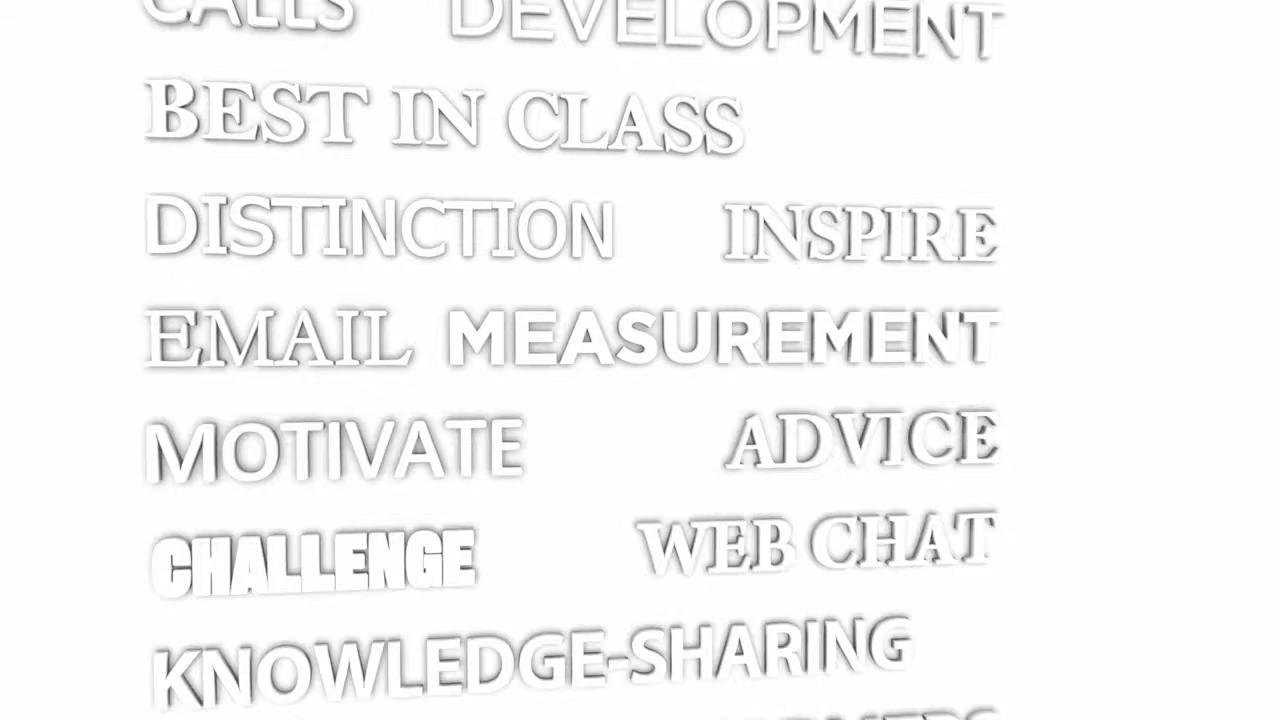 CALLS DEVELOPMENT
BEST IN CLASS
DISTINCTION INSPIRE
EMAIL MEASUREMENT
MOTIVATE ADVICE
CHALLENGE WEB CHAT
KNOWLEDGE-SHARING